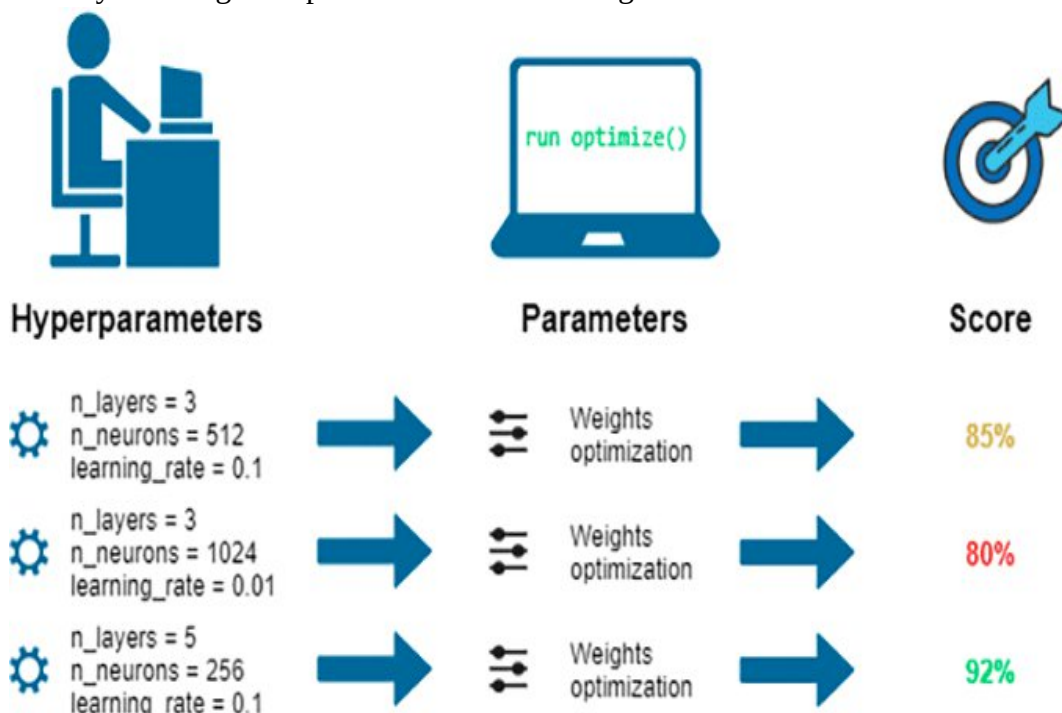 run optimize()
Hyperparameters
Parameters
Score
n_layers = 3
n_neurons = 512
learning_rate = 0.1
Weights
optimization
85%
n_layers = 3
n_neurons = 1024
learning_rate = 0.01
Weights
optimization
80%
n_layers = 5
n_neurons = 256
learning_rate = 0.1
Weights
optimization
92%